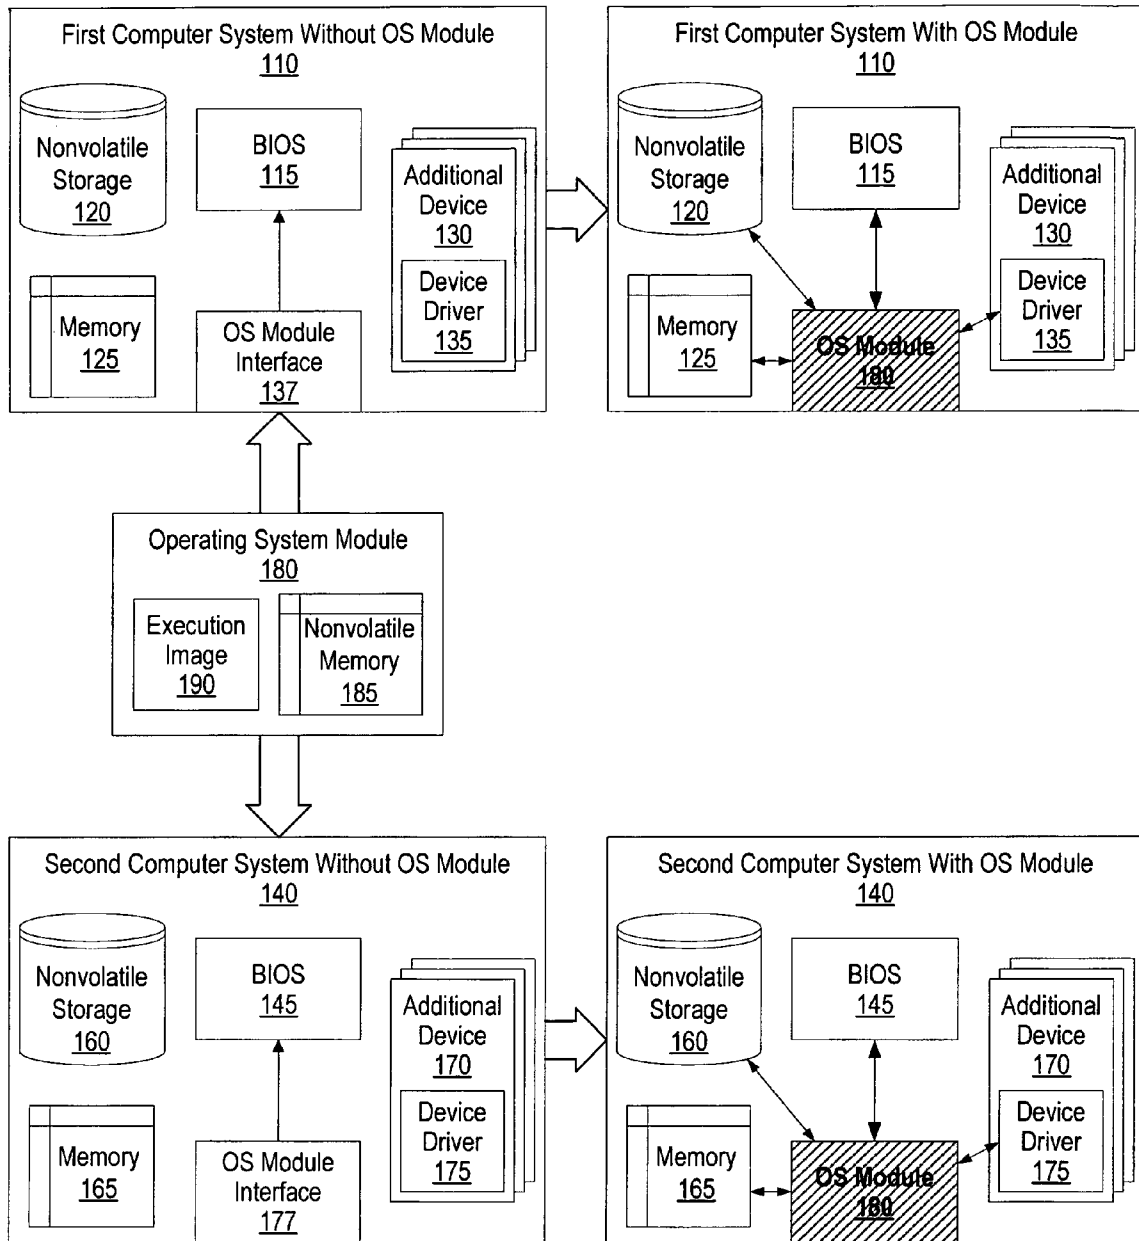 First Computer System Without OS Module
110
Nonvolatile
Storage
120
BIOS
115
Additional
Device
130
Device
Driver
135
Memory
125
OS Module
Interface
137
First Computer System With OS Module
110
Nonvolatile
Storage
120
BIOS
115
Additional
Device
130
Device
Driver
135
Memory
125
OS Module
180
Operating System Module
180
Execution
Image
190
Nonvolatile
Memory
185
Second Computer System Without OS Module
140
Nonvolatile
Storage
160
BIOS
145
Additional
Device
170
Device
Driver
175
Memory
165
OS Module
Interface
177
Second Computer System With OS Module
140
Nonvolatile
Storage
160
BIOS
145
Additional
Device
170
Device
Driver
175
Memory
165
OS Module
180